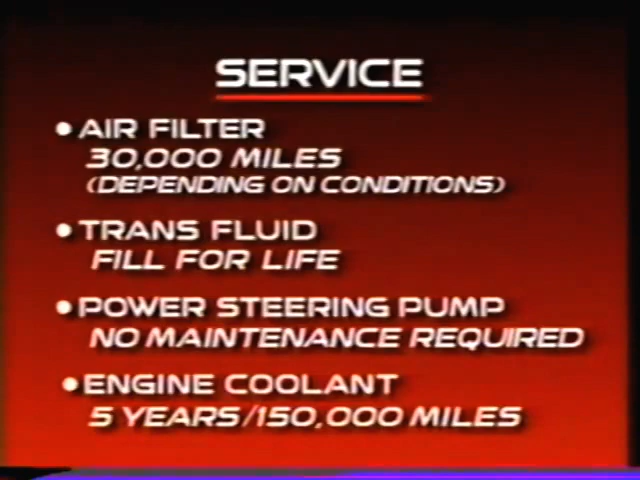 SERVICE
• AIR FILTER
30,000 MILES
(DEPENDING ON CONDITIONS)
• TRANS FLUID
FILL FOR LIFE
• POWER STEERING PUMP
NO MAINTENANCE REQUIRED
• ENGINE COOLANT
5 YEARS/150,000 MILES